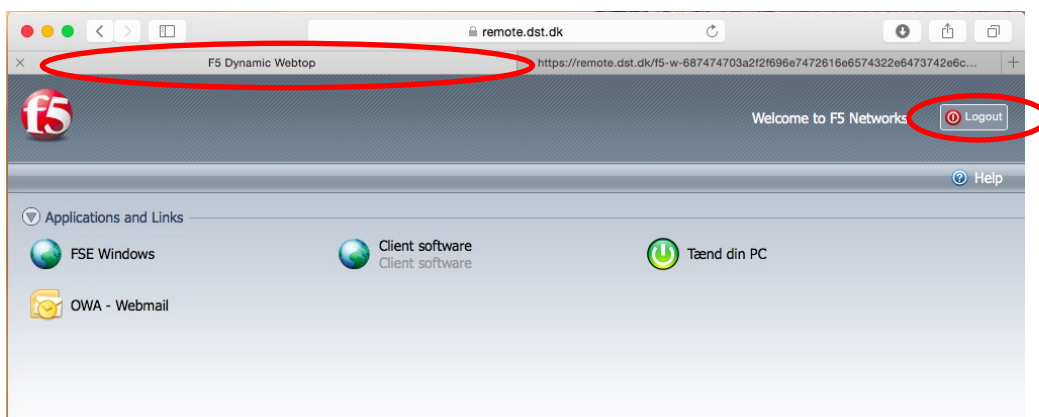 remote.dst.dk
F5 Dynamic Webtop
https://remote.dst.dk/f5-w-687474703a2f2f696e7472616e6574322e6473742e6c...
f5
Welcome to F5 Networks
Logout
Help
Applications and Links
FSE Windows
Client software
Client software
Tænd din PC
OWA - Webmail